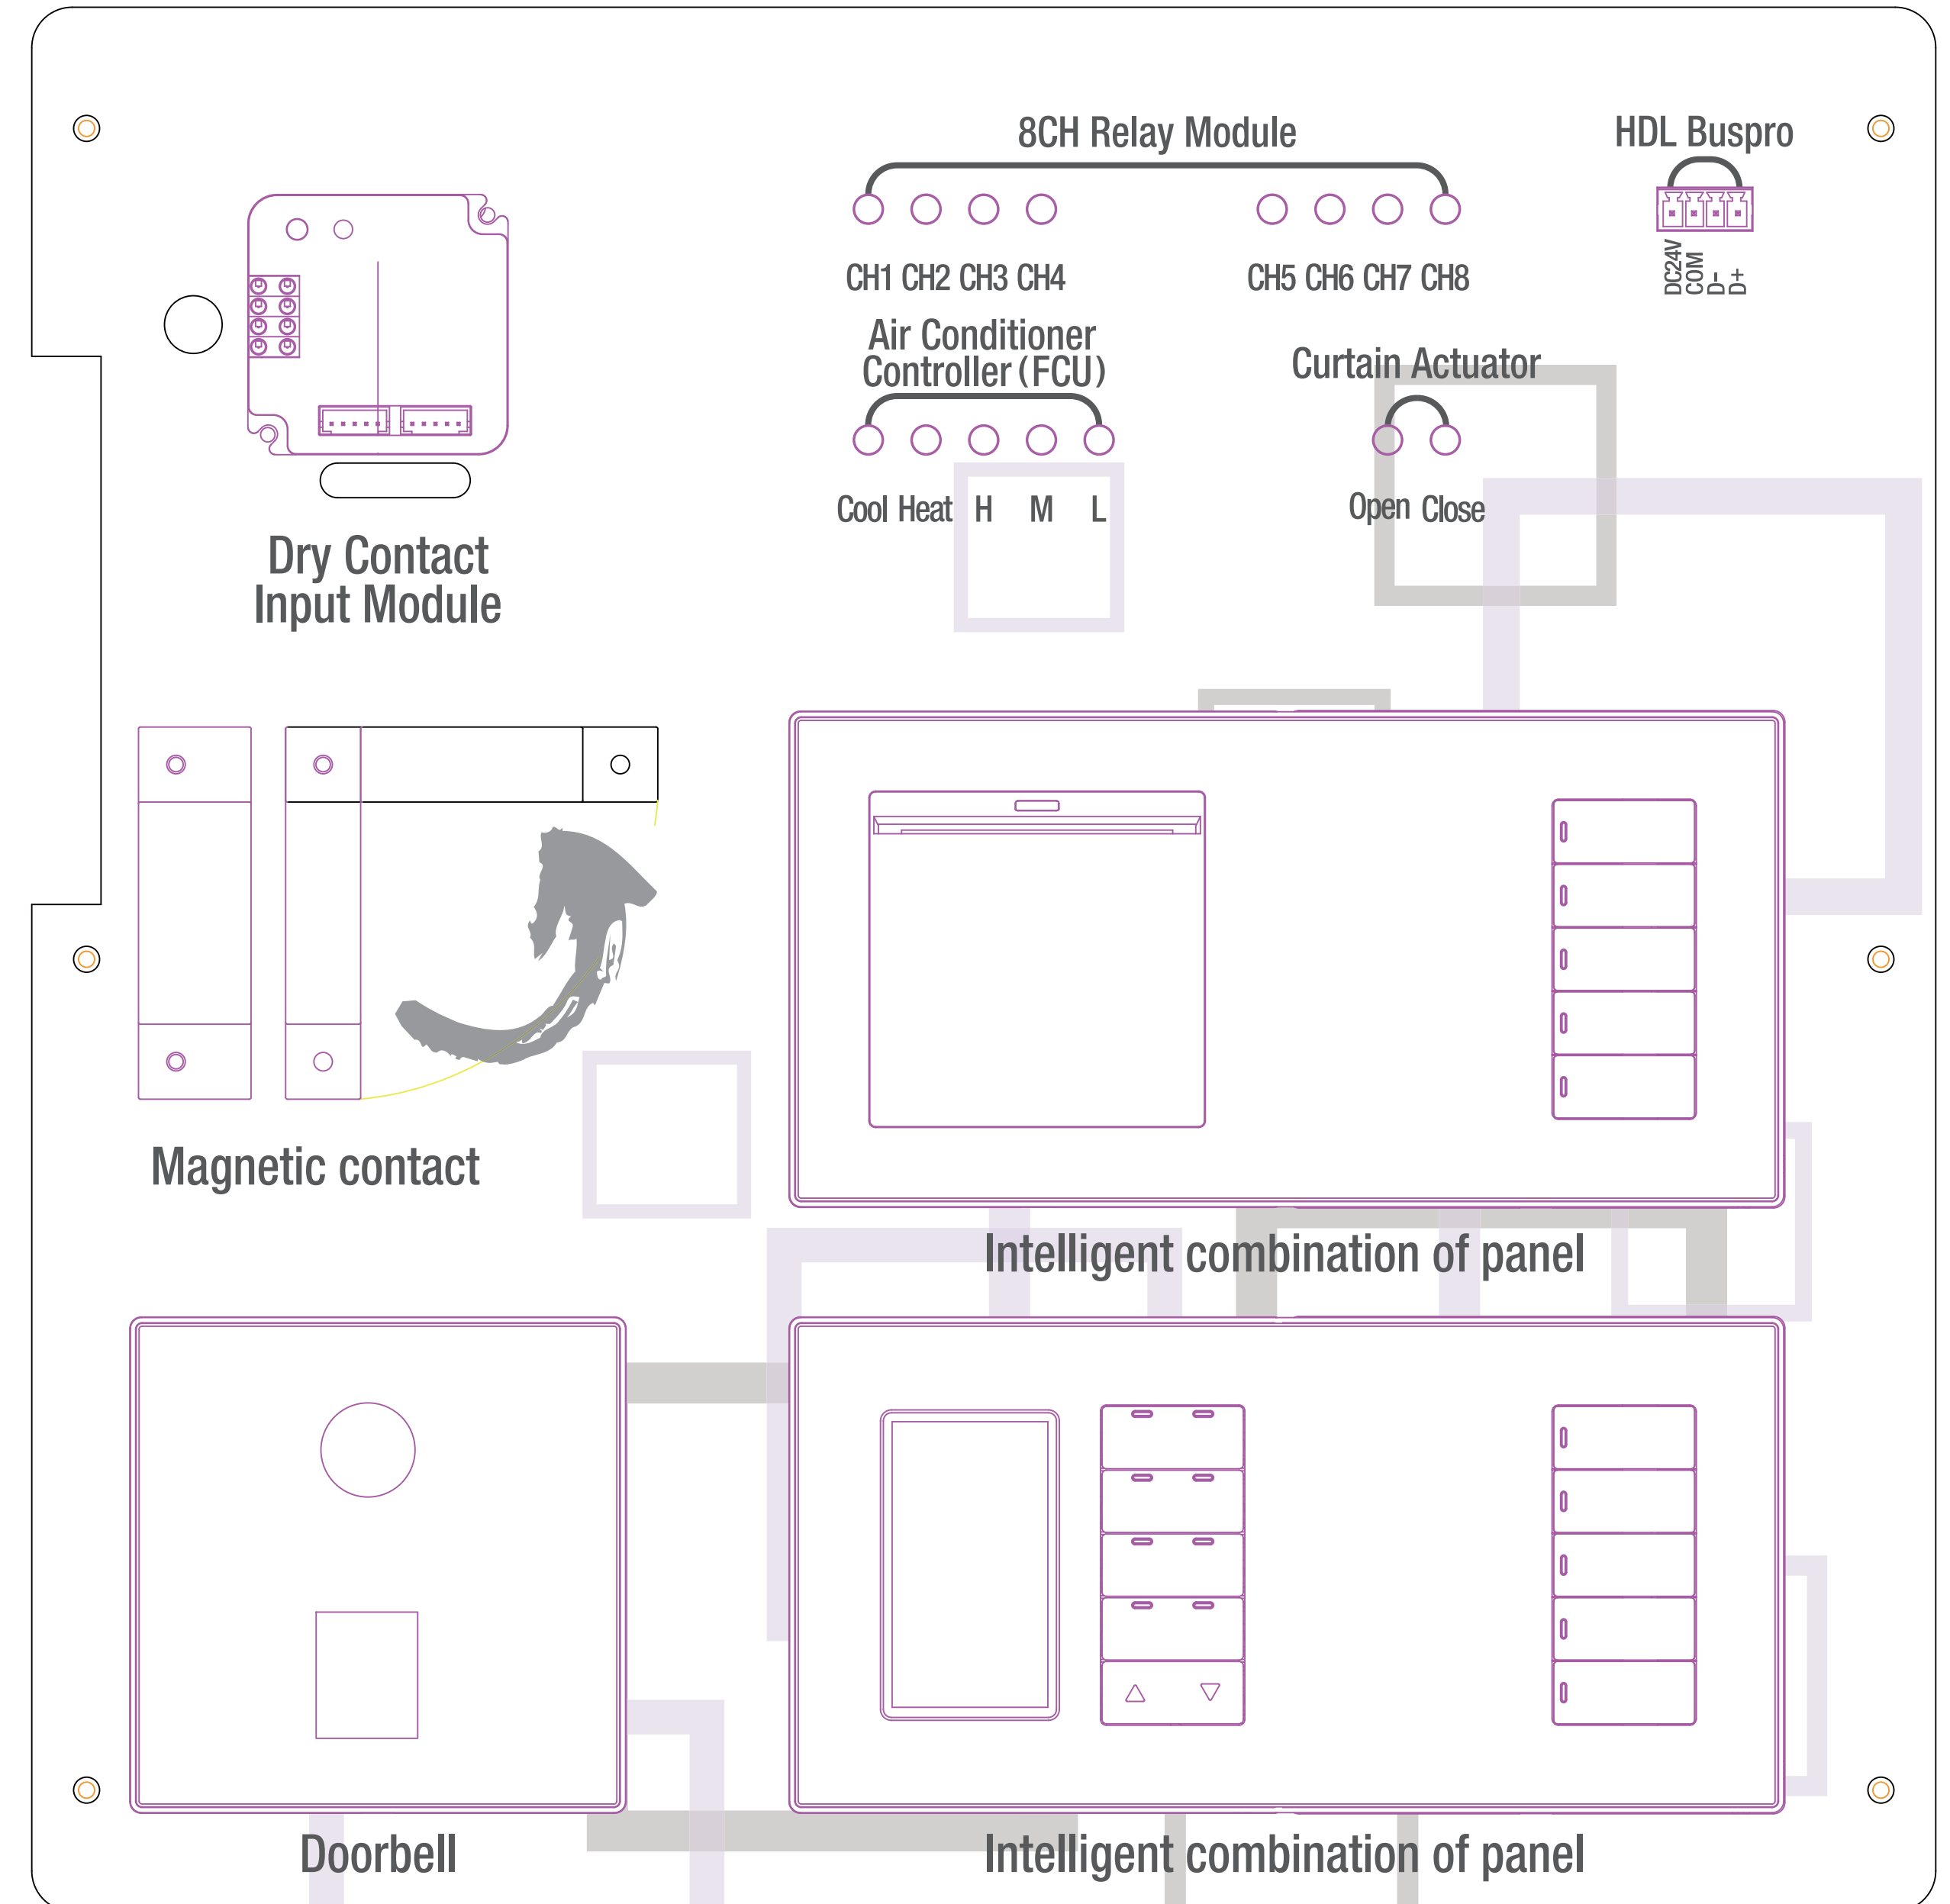 8CH Relay Module
HDL Buspro
CH1 CH2 CH3 CH4
CH5 CH6 CH7 CH8
DC24V
COM
D-
D+
Air Conditioner
Controller (FCU)
Curtain Actuator
Cool Heat H M L
Open Close
Dry Contact
Input Module
Magnetic contact
Intelligent combination of panel
Doorbell
Intelligent combination of panel